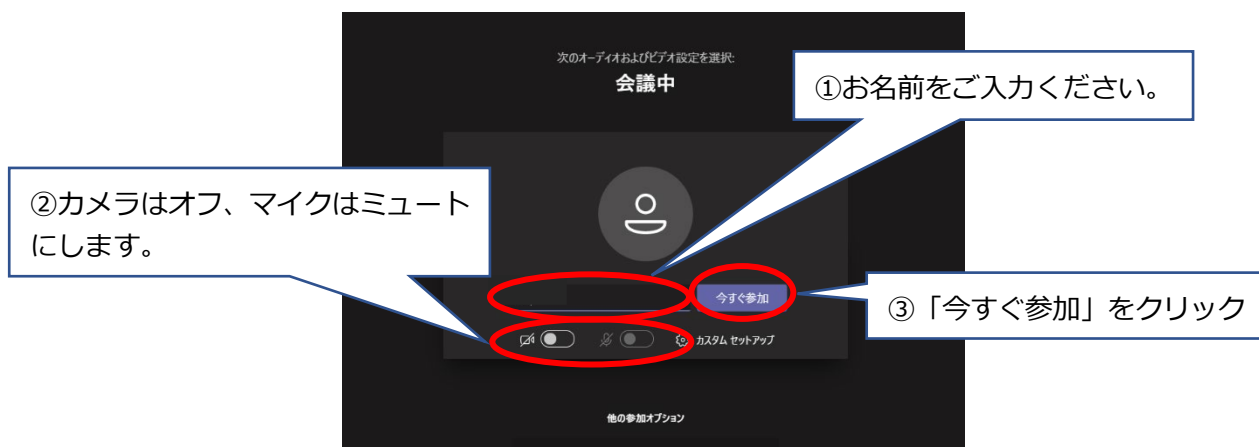 次のオーディオおよびビデオ設定を選択:
会議中
①お名前をご入力ください。
②カメラはオフ、マイクはミュート
にします。
今すぐ参加
③「今すぐ参加」をクリック
カスタム セットアップ
他の参加オプション